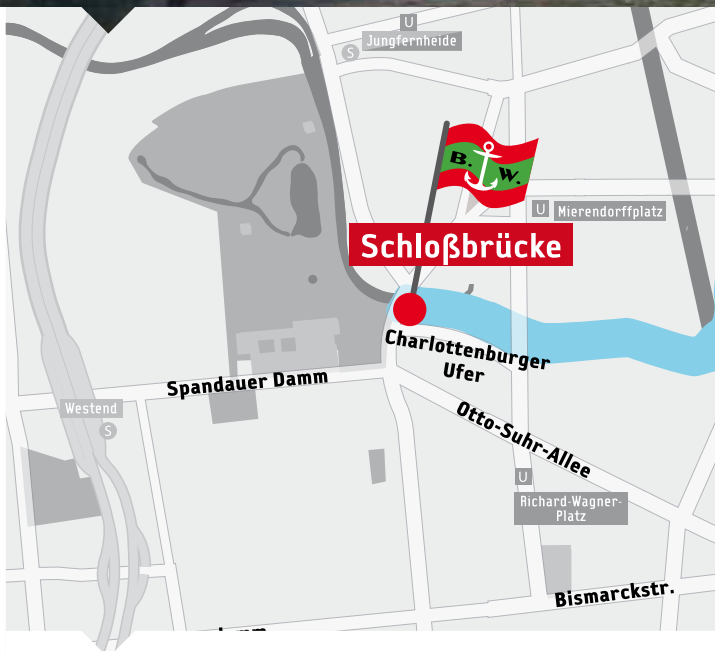 U
Jungfernheide
S
B. W.
U
Mierendorffplatz
Schloßbrücke
Charlottenburger
Ufer
Spandauer Damm
Westend
S
Otto-Suhr-Allee
U
Richard-Wagner-
Platz
Bismarckstr.